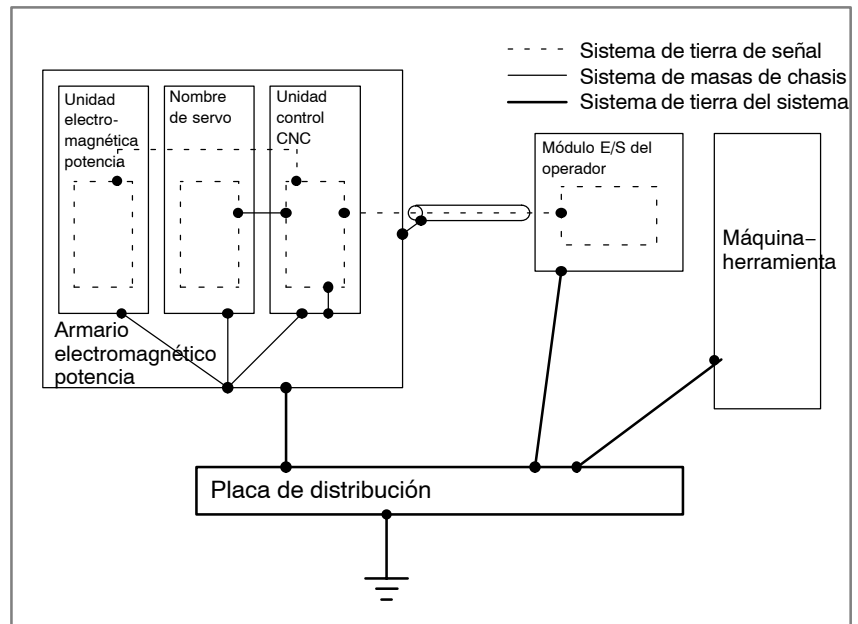 Sistema de tierra de señal
Sistema de masas de chasis
Sistema de tierra del sistema
Unidad
electro-
magnética
potencia
Nombre
de servo
Unidad
control
CNC
Módulo E/S del
operador
Máquina-
herramienta
Armario
electromagnético
potencia
Placa de distribución